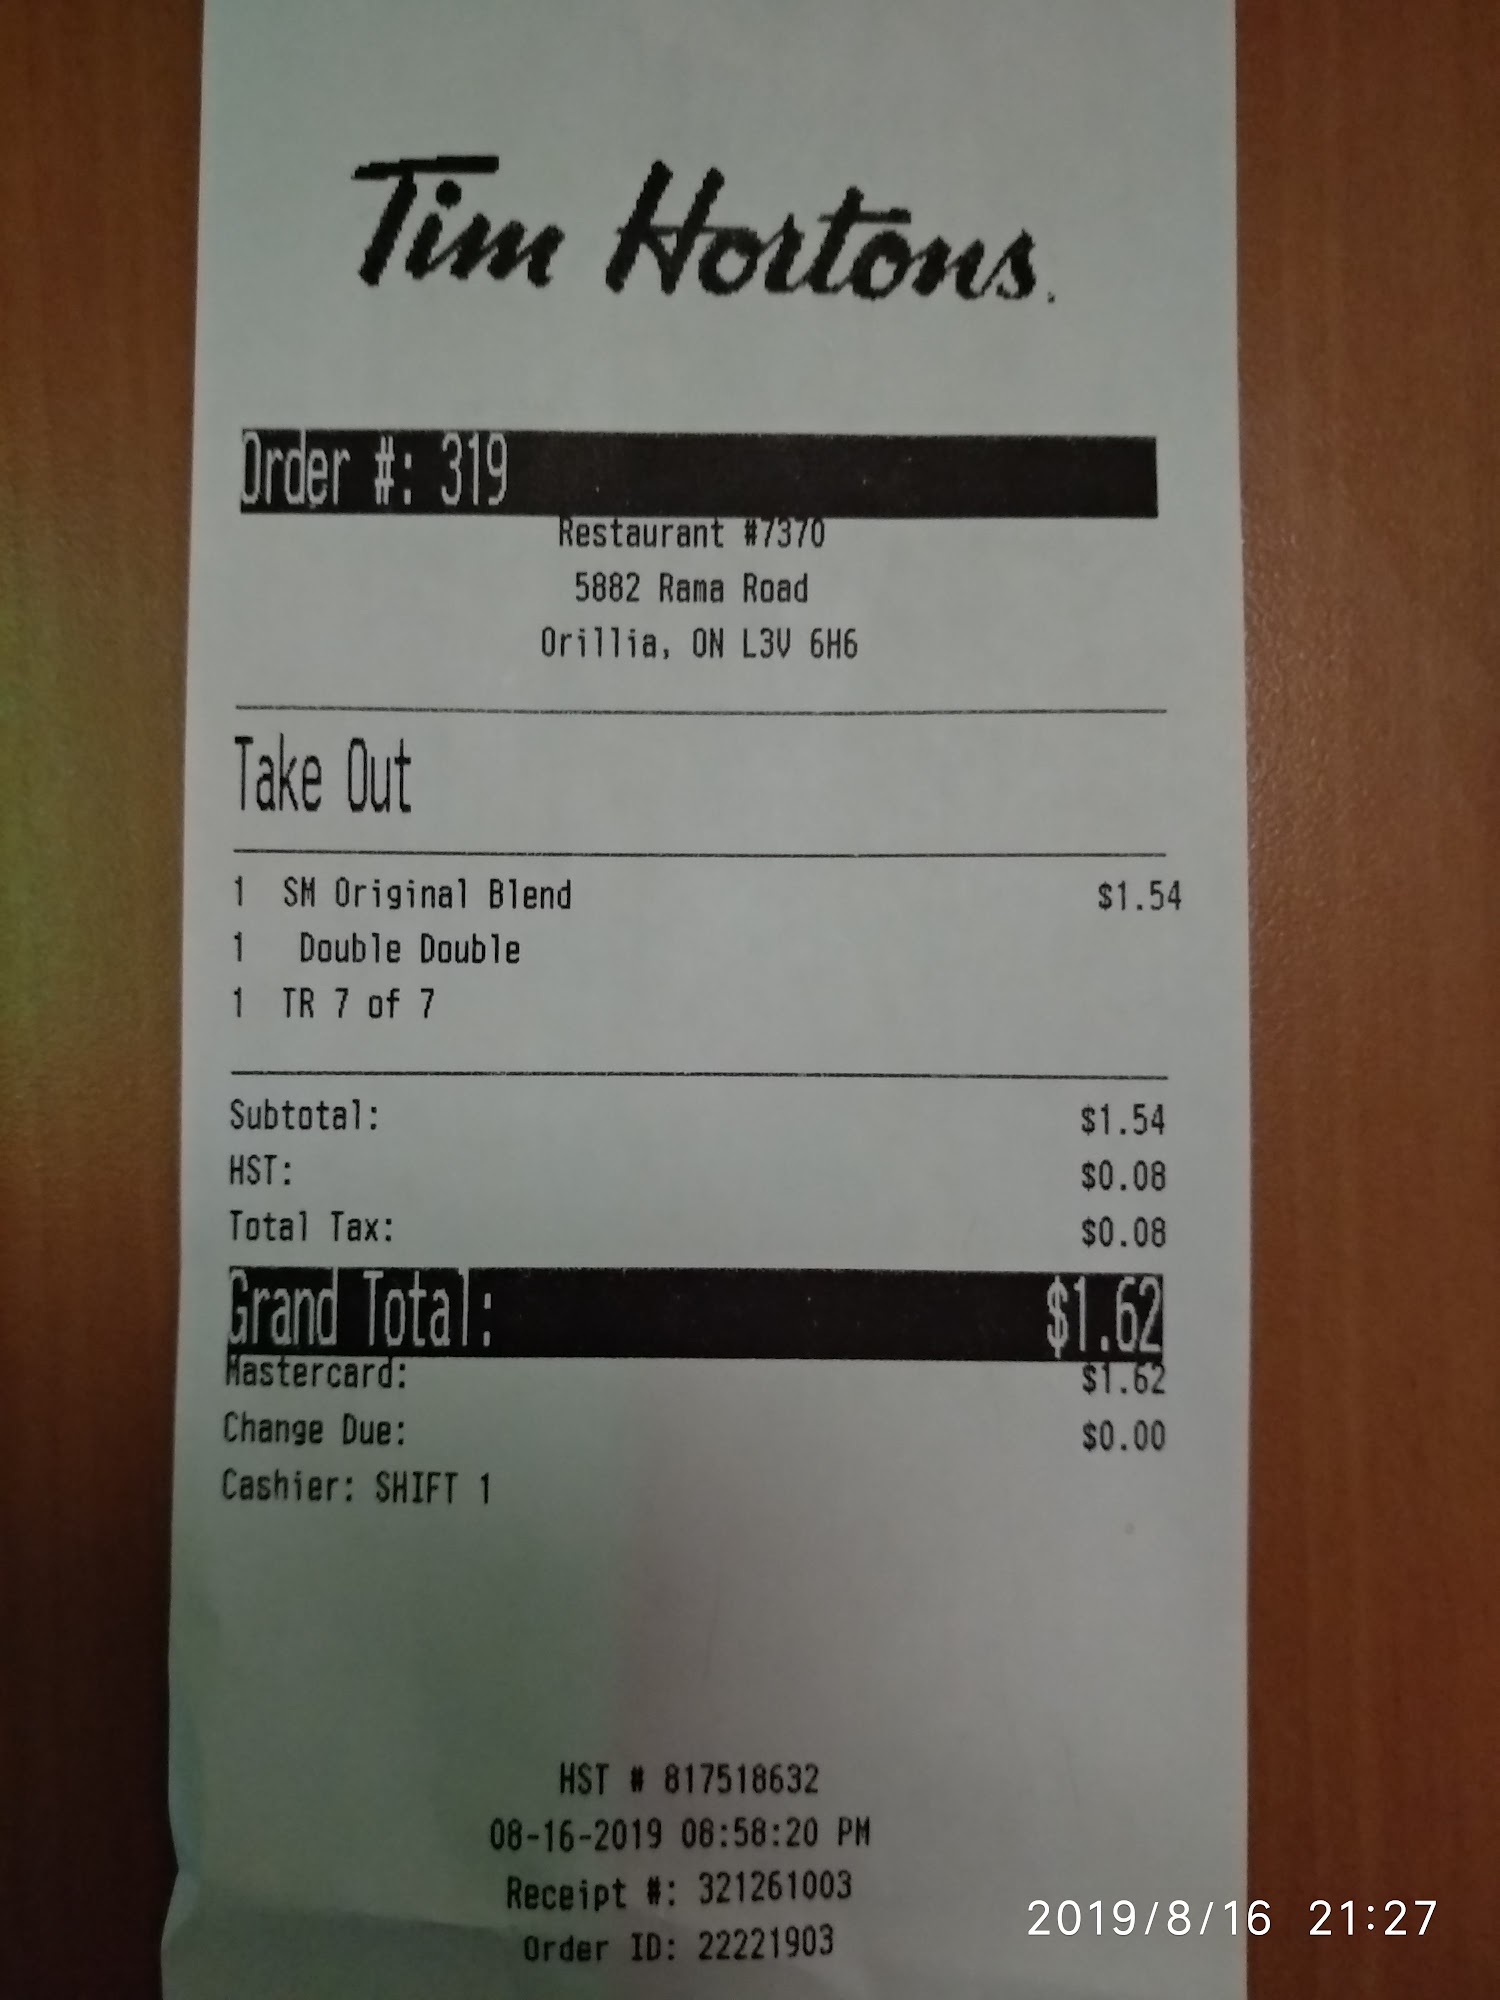 Tim Hortons.
Order #: 319
Restaurant #7370
5882 Rama Road
Orillia, ON L3V 6H6
Take Out
1 SM Original Blend $1.54
1 Double Double
1 TR 7 of 7
Subtotal: $1.54
HST: $0.08
Total Tax: $0.08
Grand Total: $1.62
Mastercard: $1.62
Change Due: $0.00
Cashier: SHIFT 1
HST # 817518632
08-16-2019 08:58:20 PM
Receipt #: 321261003
Order ID: 22221903
2019/8/16 21:27